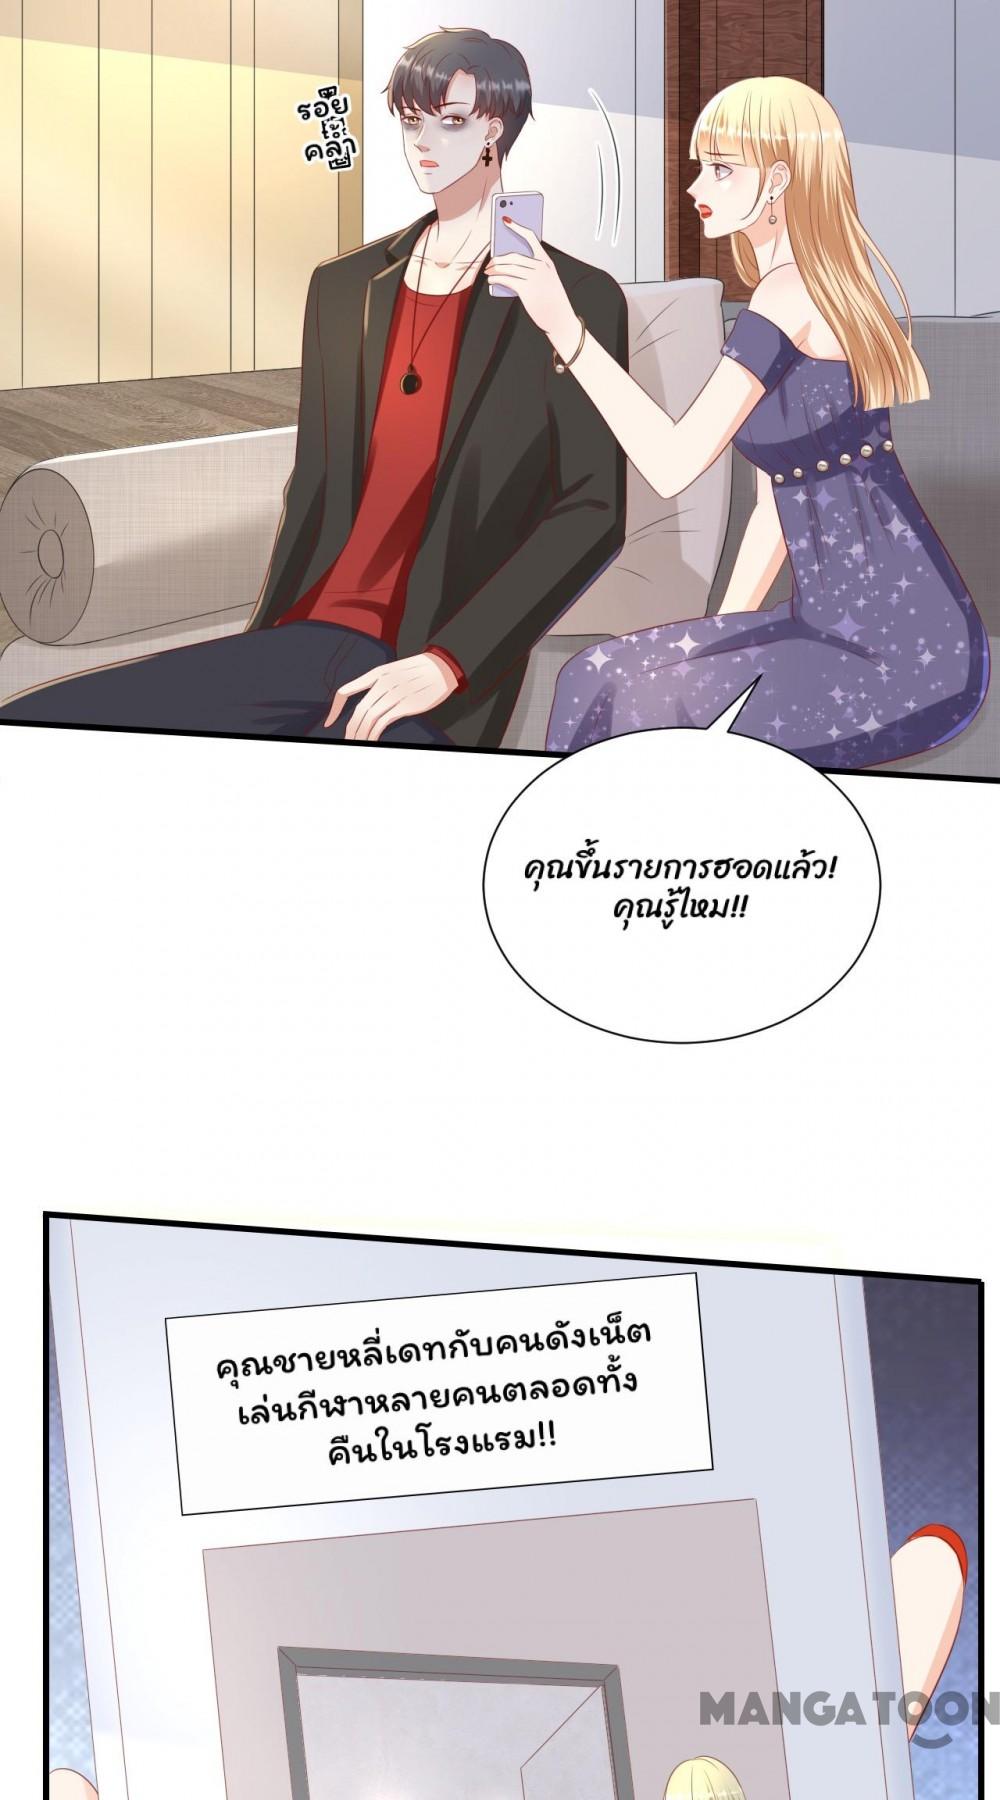 รอย
คล้ำ
คุณขึ้นรายการฮอดแล้ว!
คุณรู้ไหม!!
คุณชายหลี่เดทกับคนดังเน็ต
เล่นกีฬาหลายคนตลอดทั้ง
คืนในโรงแรม!!
MANGATOON